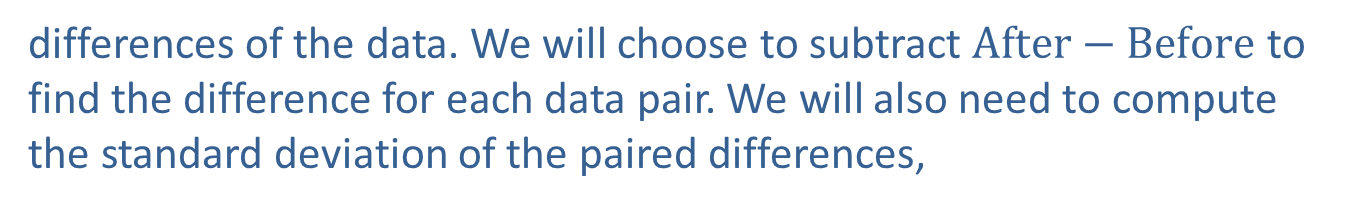 differences of the data. We will choose to subtract After − Before to
find the difference for each data pair. We will also need to compute
the standard deviation of the paired differences,